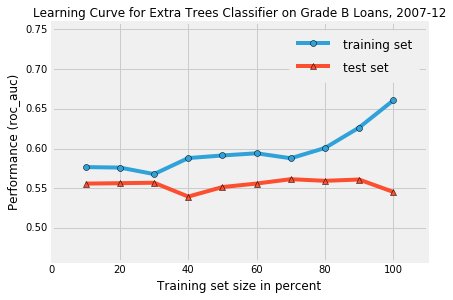 Learning Curve for Extra Trees Classifier on Grade B Loans, 2007-12
0.75
0.70
0.65
0.60
0.55
0.50
Performance (roc_auc)
training set
test set
0
20
40
60
80
100
Training set size in percent